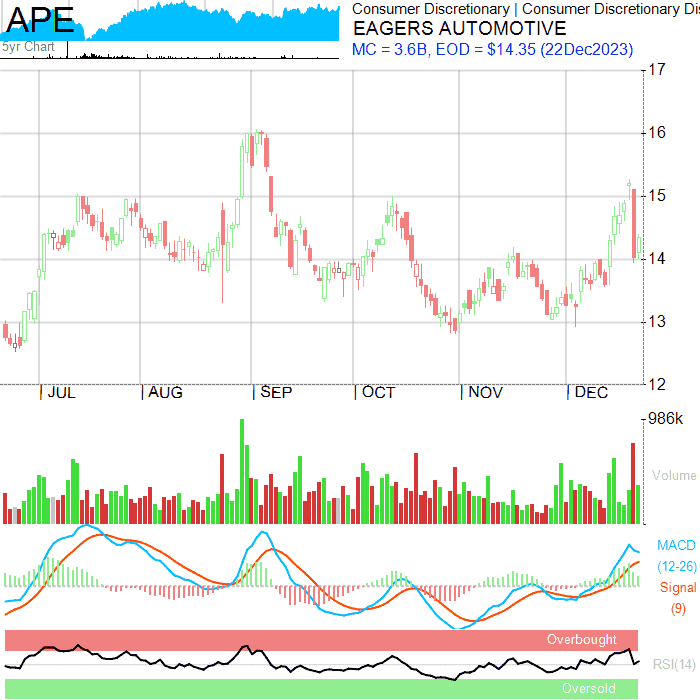 APE
Consumer Discretionary | Consumer Discretionary Dis
EAGERS AUTOMOTIVE
5yr Chart
MC = 3.6B, EOD = $14.35 (22Dec2023)
17
16
15
14
13
12
| JUL | AUG | SEP | OCT | NOV | DEC
986k
Volume
MACD
(12-26)
Signal
(9)
Overbought
RSI(14)
Oversold